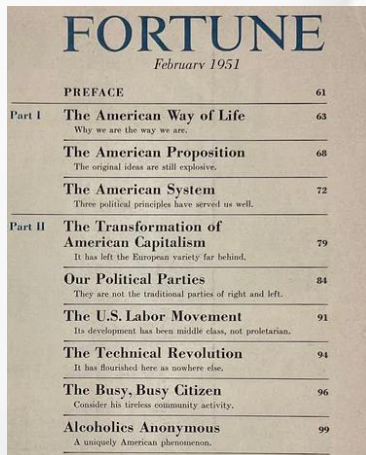 FORTUNE
February 1951
PREFACE 61
Part I The American Way of Life 63
Why we are the way we are.
The American Proposition 68
The original ideas are still explosive.
The American System 72
Three political principles have served us well.
Part II The Transformation of
American Capitalism 79
It has left the European variety far behind.
Our Political Parties 84
They are not the traditional parties of right and left.
The U.S. Labor Movement 91
Its development has been middle class, not proletarian.
The Technical Revolution 94
It has flourished here as nowhere else.
The Busy, Busy Citizen 96
Consider his tireless community activity.
Alcoholics Anonymous 99
A uniquely American phenomenon.